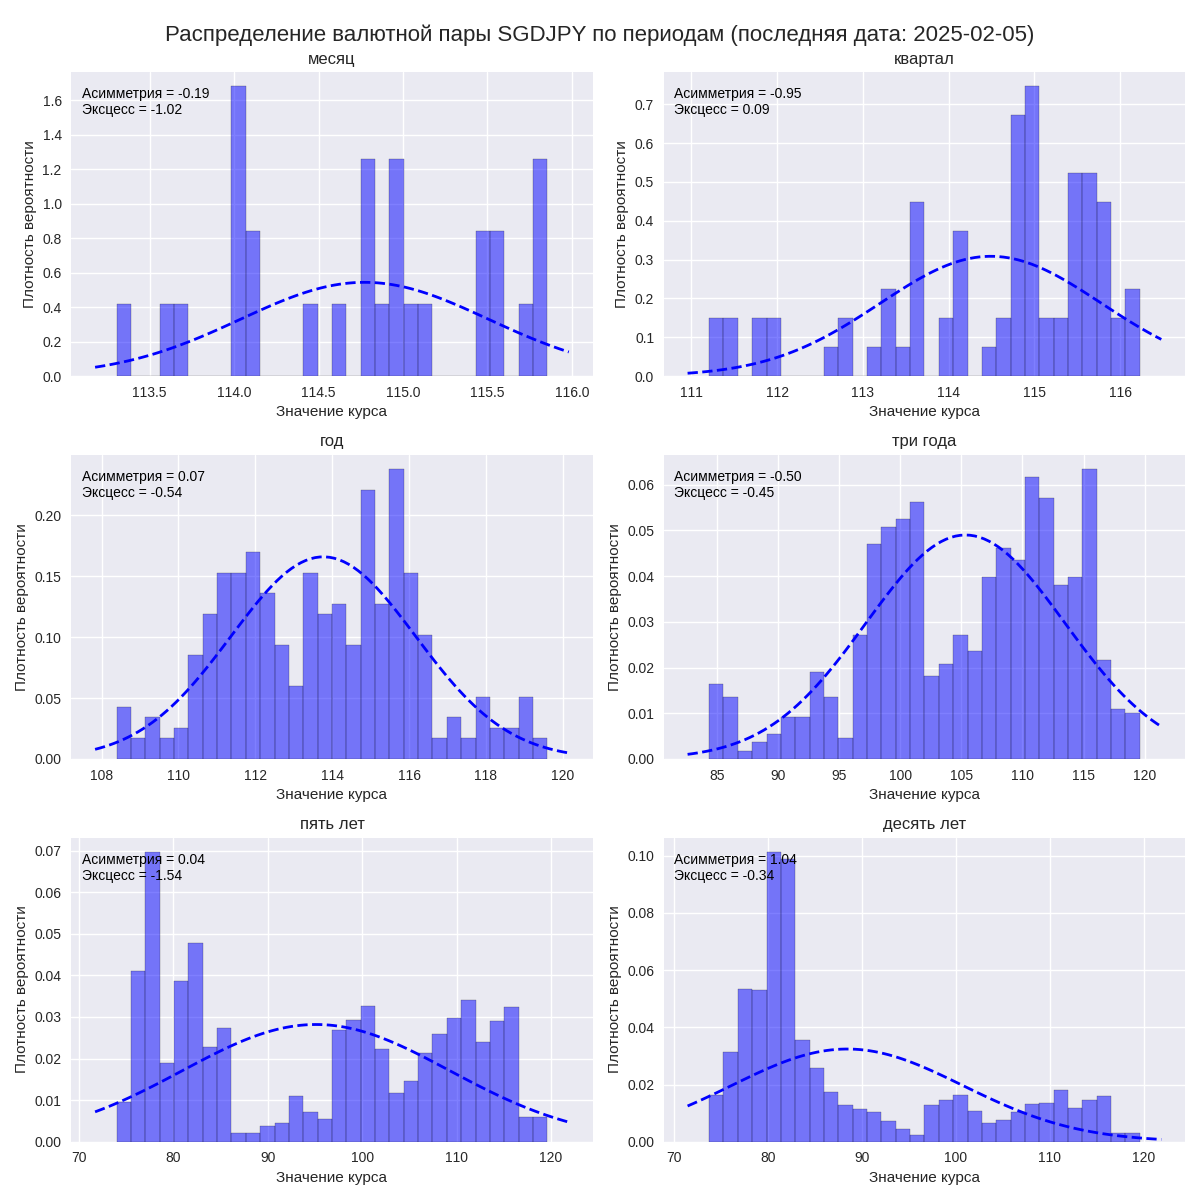 Распределение валютной пары SGDJPY по периодам (последняя дата: 2025-02-05)
месяц
Асимметрия = -0.19
Эксцесс = -1.02
Плотность вероятности
1.6
1.4
1.2
1.0
0.8
0.6
0.4
0.2
0.0
113.5 114.0 114.5 115.0 115.5 116.0
Значение курса
квартал
Асимметрия = -0.95
Эксцесс = 0.09
Плотность вероятности
0.7
0.6
0.5
0.4
0.3
0.2
0.1
0.0
111 112 113 114 115 116
Значение курса
год
Асимметрия = 0.07
Эксцесс = -0.54
Плотность вероятности
0.20
0.15
0.10
0.05
0.00
108 110 112 114 116 118 120
Значение курса
три года
Асимметрия = -0.50
Эксцесс = -0.45
Плотность вероятности
0.06
0.05
0.04
0.03
0.02
0.01
0.00
85 90 95 100 105 110 115 120
Значение курса
пять лет
Асимметрия = 0.04
Эксцесс = -1.54
Плотность вероятности
0.07
0.06
0.05
0.04
0.03
0.02
0.01
0.00
70 80 90 100 110 120
Значение курса
десять лет
Асимметрия = 1.04
Эксцесс = -0.34
Плотность вероятности
0.10
0.08
0.06
0.04
0.02
0.00
70 80 90 100 110 120
Значение курса